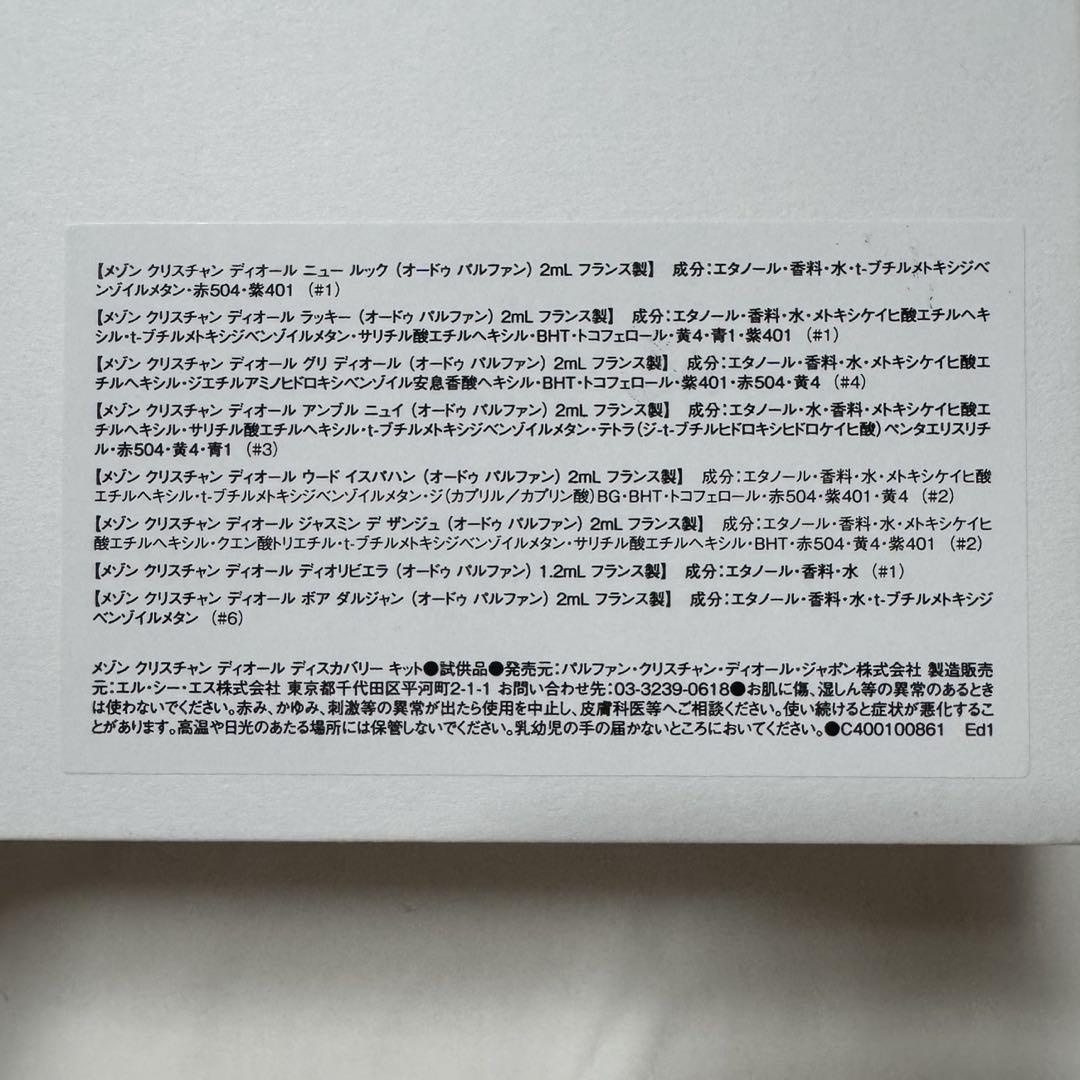 【メゾン クリスチャン ディオール ニュー ルック (オードゥ パルファン) 2mL フランス製】 成分:エタノール・香料・水・t-ブチルメトキシジベ
ンゾイルメタン・赤504・紫401 (#1)
【メゾン クリスチャン ディオール ラッキー (オードゥ パルファン) 2mL フランス製】 成分:エタノール・香料・水・メトキシケイヒ酸エチルヘキ
シル・t-ブチルメトキシジベンゾイルメタン・サリチル酸エチルヘキシル・BHT・トコフェロール・黄4・青1・紫401 (#1)
【メゾン クリスチャン ディオール グリ ディオール (オードゥ パルファン) 2mL フランス製】 成分:エタノール・香料・水・メトキシケイヒ酸エ
チルヘキシル・ジエチルアミノヒドロキシベンゾイル安息香酸ヘキシル・BHT・トコフェロール・紫401・赤504・黄4 (#4)
【メゾン クリスチャン ディオール アンブル ニュイ (オードゥ パルファン) 2mL フランス製】 成分:エタノール・水・香料・メトキシケイヒ酸エ
チルヘキシル・サリチル酸エチルヘキシル・t-ブチルメトキシジベンゾイルメタン・テトラ(ジ-t-ブチルヒドロキシヒドロケイヒ酸)ペンタエリスリチ
ル・赤504・黄4・青1 (#3)
【メゾン クリスチャン ディオール ウード イスパハン (オードゥ パルファン) 2mL フランス製】 成分:エタノール・香料・水・メトキシケイヒ酸
エチルヘキシル・t-ブチルメトキシジベンゾイルメタン・ジ(カプリル/カプリン酸)BG・BHT・トコフェロール・赤504・紫401・黄4 (#2)
【メゾン クリスチャン ディオール ジャスミン デ ザンジュ (オードゥ パルファン) 2mL フランス製】 成分:エタノール・香料・水・メトキシケイヒ
酸エチルヘキシル・クエン酸トリエチル・t-ブチルメトキシジベンゾイルメタン・サリチル酸エチルヘキシル・BHT・赤504・黄4・紫401 (#2)
【メゾン クリスチャン ディオール ディオリビエラ (オードゥ パルファン) 1.2mL フランス製】 成分:エタノール・香料・水 (#1)
【メゾン クリスチャン ディオール ボア ダルジャン (オードゥ パルファン) 2mL フランス製】 成分:エタノール・香料・水・t-ブチルメトキシジ
ベンゾイルメタン (#6)
メゾン クリスチャン ディオール ディスカバリー キット●試供品●発売元:パルファン・クリスチャン・ディオール・ジャポン株式会社 製造販売
元:エル・シー・エス株式会社 東京都千代田区平河町2-1-1 お問い合わせ先:03-3239-0618●お肌に傷、湿しん等の異常のあるとき
は使わないでください。赤み、かゆみ、刺激等の異常が出たら使用を中止し、皮膚科医等へご相談ください。使い続けると症状が悪化するこ
とがあります。高温や日光のあたる場所には保管しないでください。乳幼児の手の届かないところにおいてください。●C400100861 Ed1